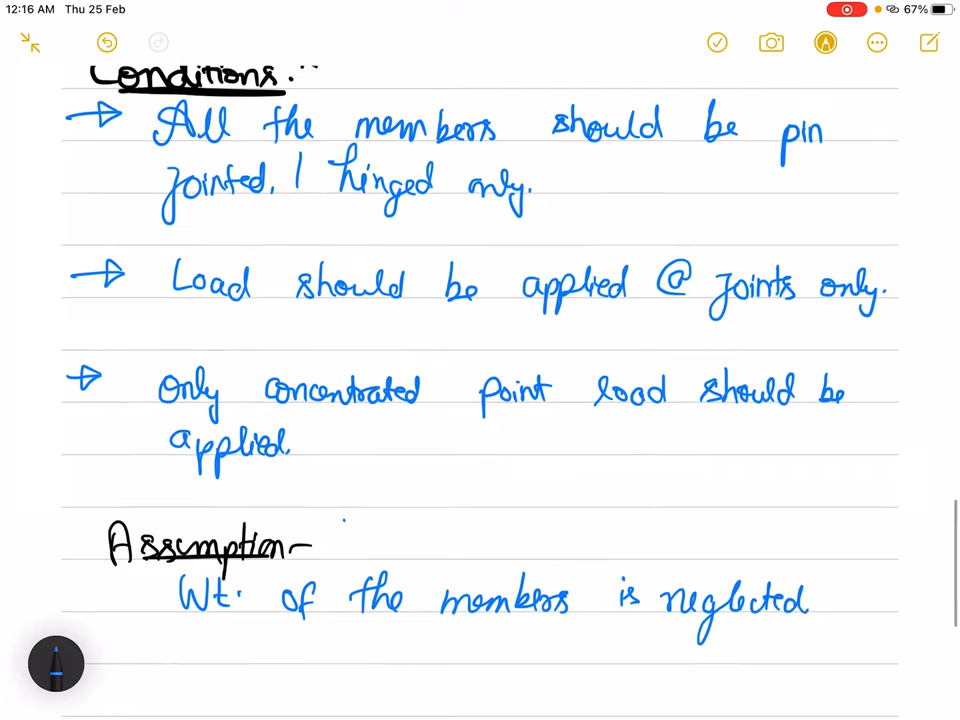 12:16 AM Thu 25 Feb 67%
Conditions:
→ All the members should be pin
jointed. / hinged only.
→ Load should be applied @ joints only.
→ Only concentrated point load should be
applied.
Assumption-
Wt. of the members is neglected